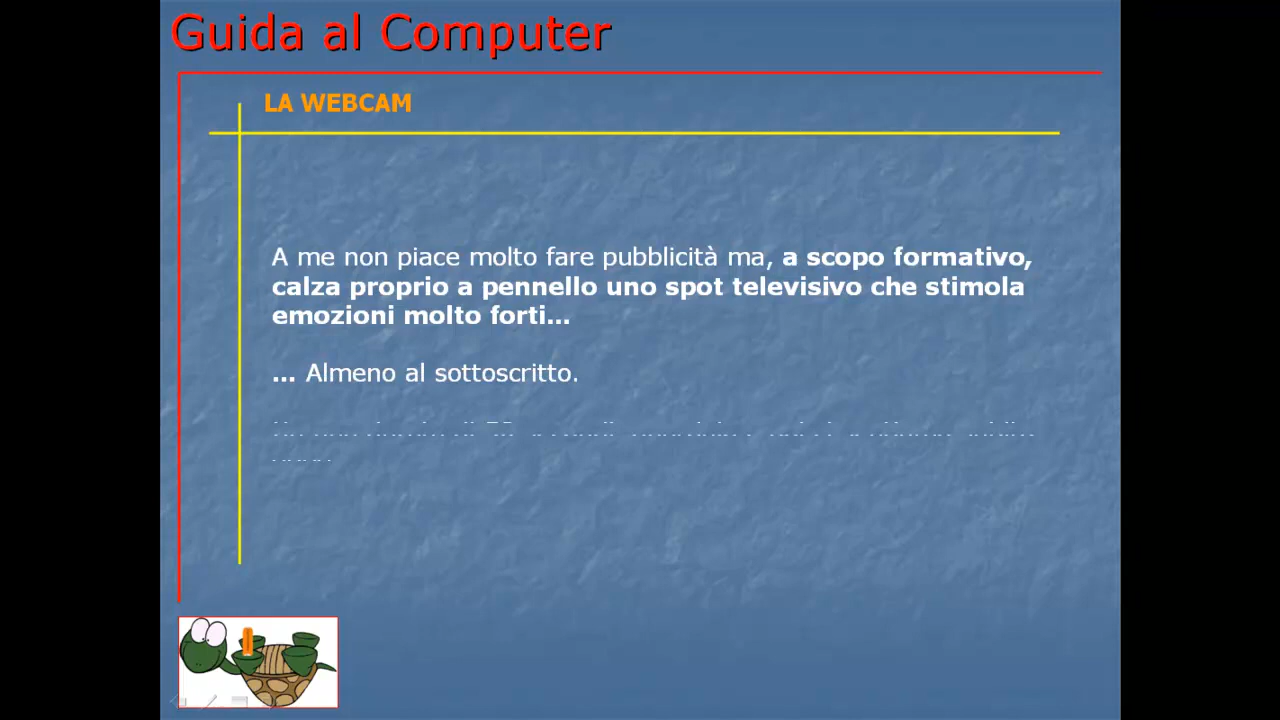 Guida al Computer
LA WEBCAM
A me non piace molto fare pubblicità ma, a scopo formativo,
calza proprio a pennello uno spot televisivo che stimola
emozioni molto forti...
... Almeno al sottoscritto.